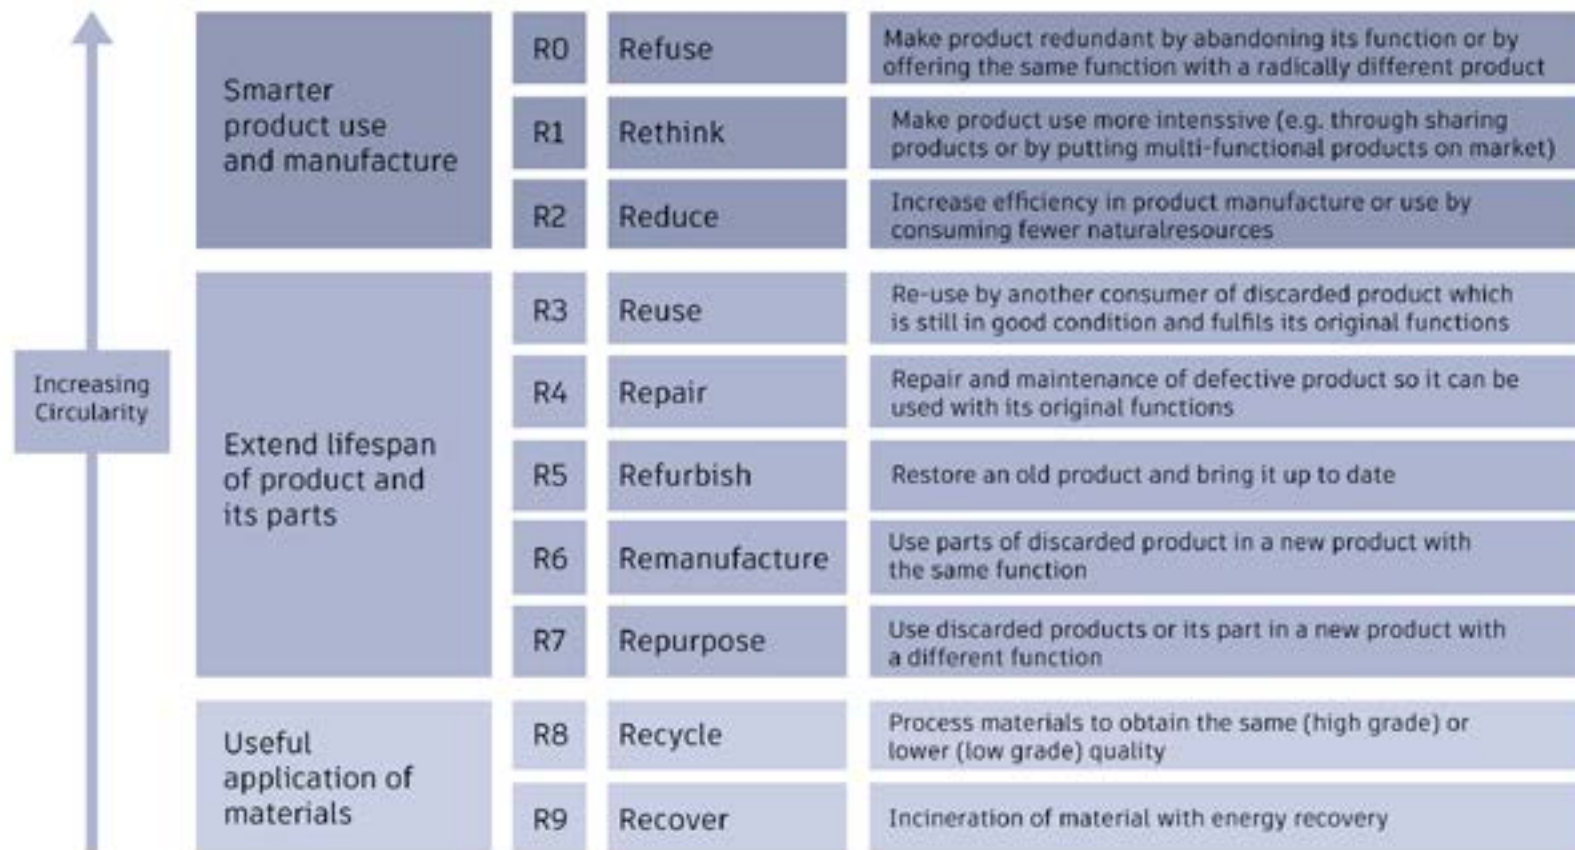 Increasing
Circularity
Smarter
product use
and manufacture
R0
Refuse
Make product redundant by abandoning its function or by
offering the same function with a radically different product
R1
Rethink
Make product use more intenssive (e.g. through sharing
products or by putting multi-functional products on market)
R2
Reduce
Increase efficiency in product manufacture or use by
consuming fewer naturalresources
Extend lifespan
of product and
its parts
R3
Reuse
Re-use by another consumer of discarded product which
is still in good condition and fulfils its original functions
R4
Repair
Repair and maintenance of defective product so it can be
used with its original functions
R5
Refurbish
Restore an old product and bring it up to date
R6
Remanufacture
Use parts of discarded product in a new product with
the same function
R7
Repurpose
Use discarded products or its part in a new product with
a different function
Useful
application of
materials
R8
Recycle
Process materials to obtain the same (high grade) or
lower (low grade) quality
R9
Recover
Incineration of material with energy recovery